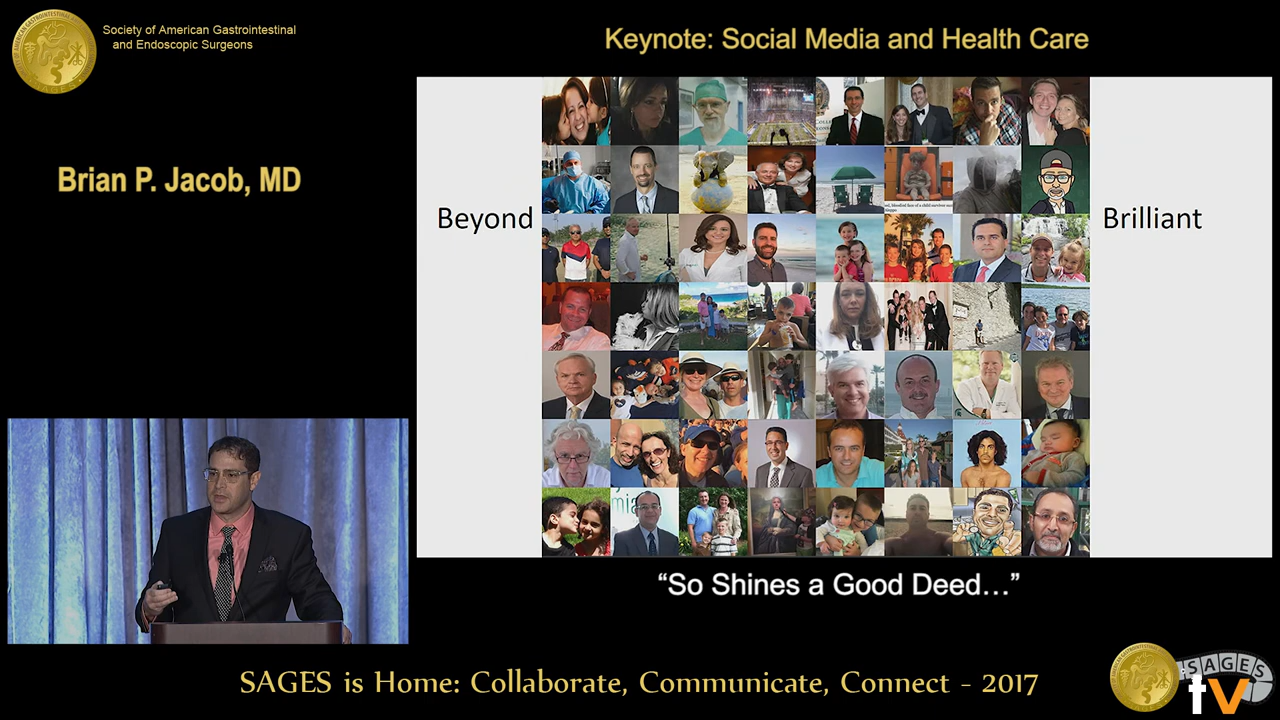 Society of American Gastrointestinal
and Endoscopic Surgeons
Keynote: Social Media and Health Care
Brian P. Jacob, MD
Beyond
Brilliant
“So Shines a Good Deed…”
SAGES is Home: Collaborate, Communicate, Connect - 2017
SAGES
tv